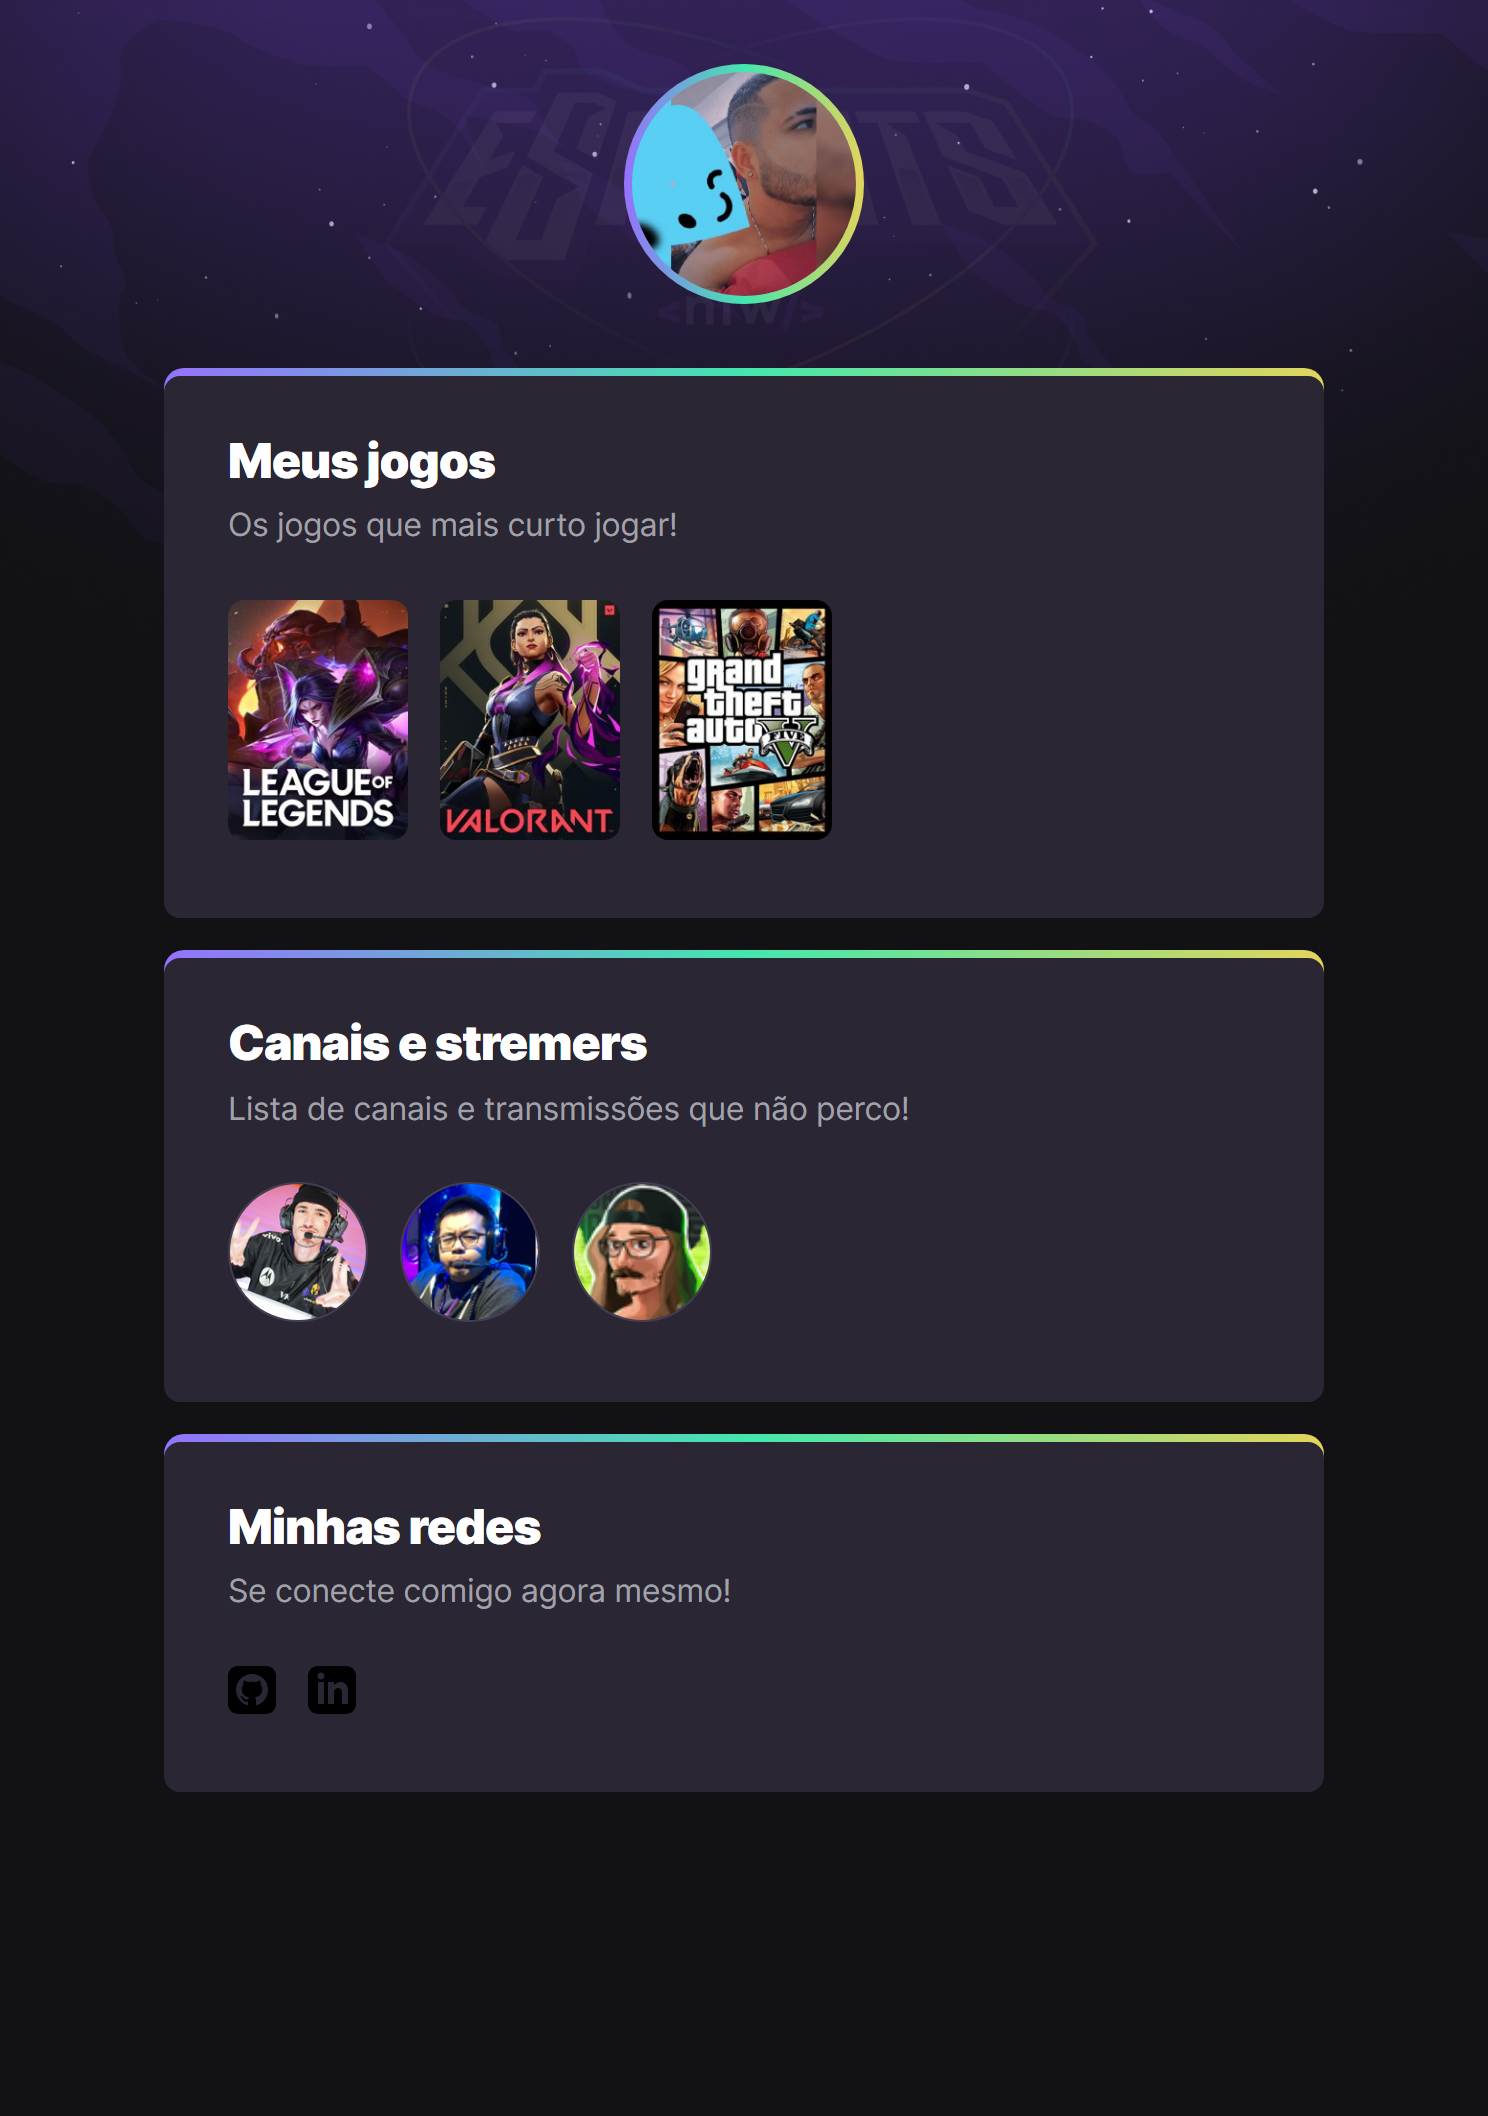 <nlw/>
Meus jogos
Os jogos que mais curto jogar!
LEAGUE OF
LEGENDS
VALORANT
grand
theft
auto V
FIVE
Canais e stremers
Lista de canais e transmissões que não perco!
Minhas redes
Se conecte comigo agora mesmo!
in